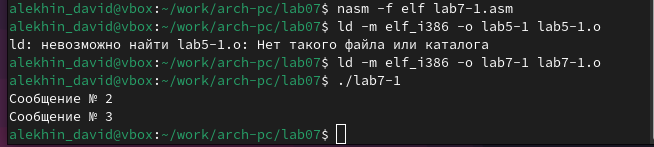 alekhin_david@vbox:~/work/arch-pc/lab07$ nasm -f elf lab7-1.asm
alekhin_david@vbox:~/work/arch-pc/lab07$ ld -m elf_i386 -o lab5-1 lab5-1.o
ld: невозможно найти lab5-1.o: Нет такого файла или каталога
alekhin_david@vbox:~/work/arch-pc/lab07$ ld -m elf_i386 -o lab7-1 lab7-1.o
alekhin_david@vbox:~/work/arch-pc/lab07$ ./lab7-1
Сообщение № 2
Сообщение № 3
alekhin_david@vbox:~/work/arch-pc/lab07$